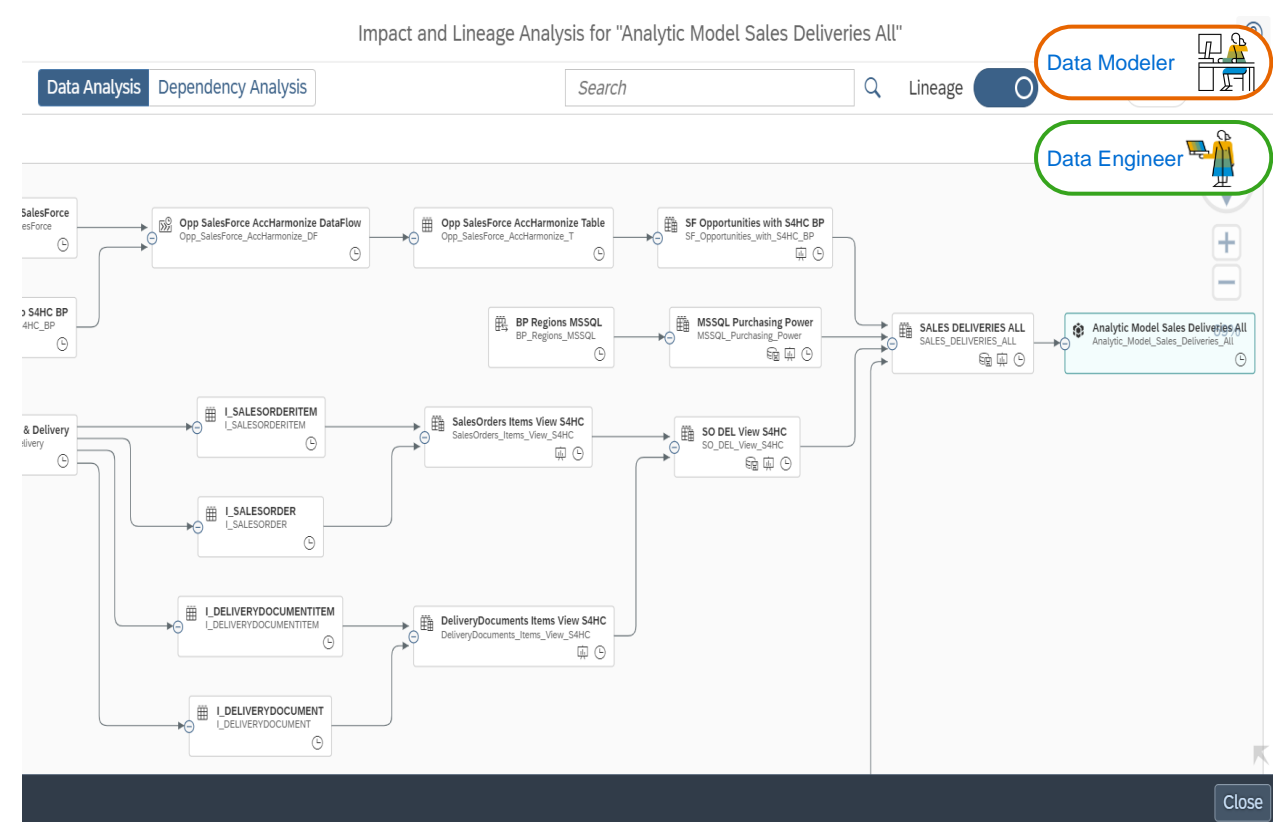 Impact and Lineage Analysis for "Analytic Model Sales Deliveries All"
Data Modeler
Data Analysis
Dependency Analysis
Search
Lineage
Data Engineer
SalesForce
esForce
Opp SalesForce AccHarmonize DataFlow
Opp_SalesForce_AccHarmonize_DF
Opp SalesForce AccHarmonize Table
Opp_SalesForce_AccHarmonize_T
SF Opportunities with S4HC BP
SF_Opportunities_with_S4HC_BP
S4HC BP
4HC_BP
BP Regions MSSQL
BP_Regions_MSSQL
MSSQL Purchasing Power
MSSQL_Purchasing_Power
SALES DELIVERIES ALL
SALES_DELIVERIES_ALL
Analytic Model Sales Deliveries All
Analytic_Model_Sales_Deliveries_All
& Delivery
elivery
I_SALESORDERITEM
I_SALESORDERITEM
SalesOrders Items View S4HC
SalesOrders_Items_View_S4HC
SO DEL View S4HC
SO_DEL_View_S4HC
I_SALESORDER
I_SALESORDER
I_DELIVERYDOCUMENTITEM
I_DELIVERYDOCUMENTITEM
DeliveryDocuments Items View S4HC
DeliveryDocuments_Items_View_S4HC
I_DELIVERYDOCUMENT
I_DELIVERYDOCUMENT
Close